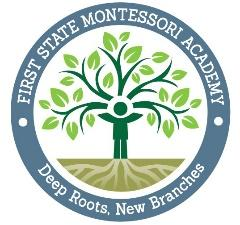 FIRST STATE MONTESSORI ACADEMY
Deep Roots, New Branches